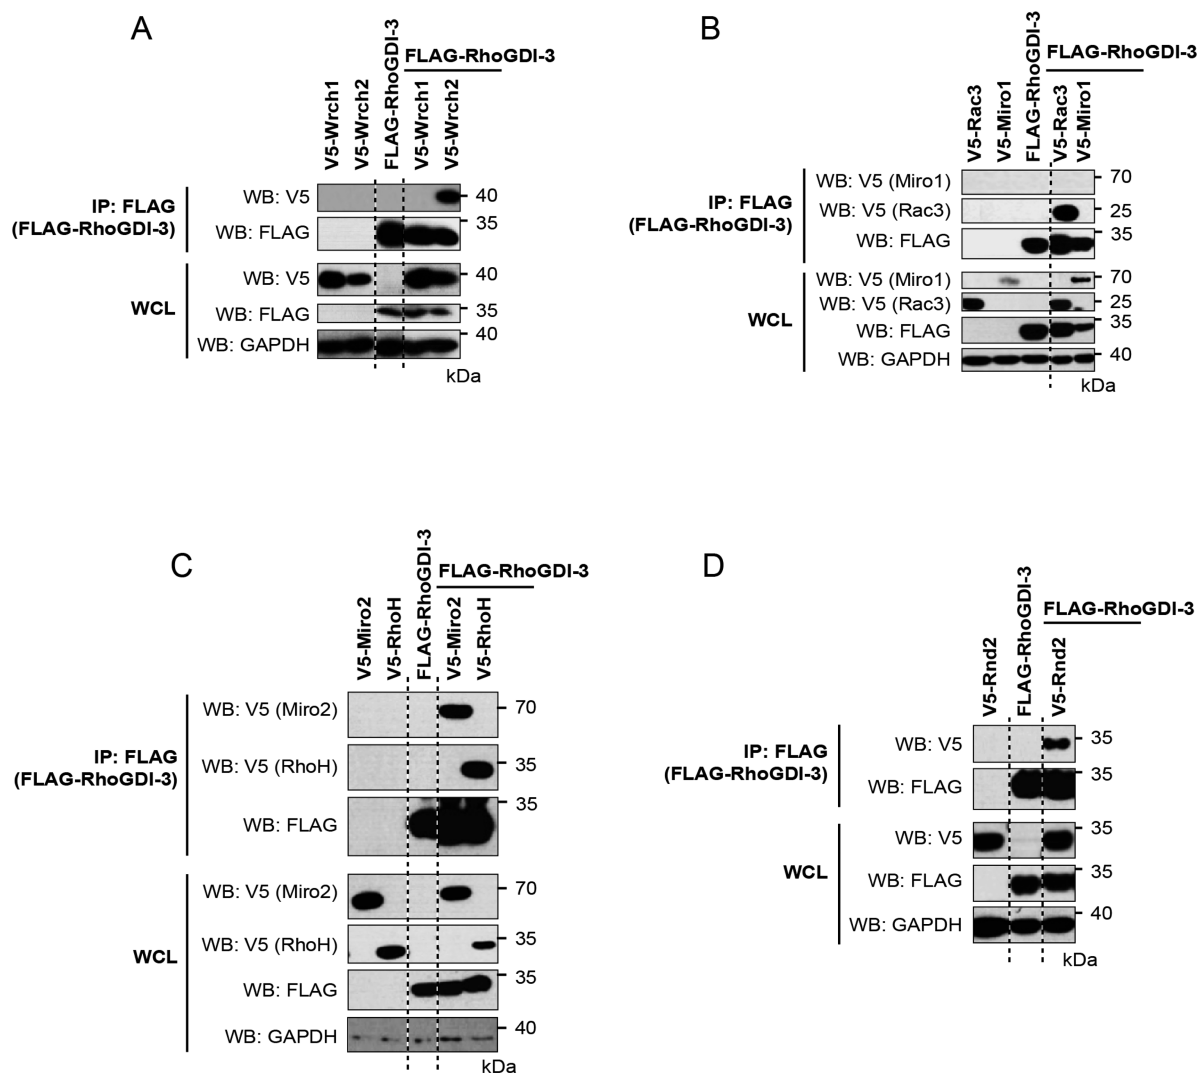 A
FLAG-RhoGDI-3
V5-Wrch1
V5-Wrch2
FLAG-RhoGDI-3
V5-Wrch1
V5-Wrch2
IP: FLAG
(FLAG-RhoGDI-3)
WB: V5
40
WB: FLAG
35
WCL
WB: V5
40
WB: FLAG
35
WB: GAPDH
40
kDa
B
FLAG-RhoGDI-3
V5-Rac3
V5-Miro1
FLAG-RhoGDI-3
V5-Rac3
V5-Miro1
IP: FLAG
(FLAG-RhoGDI-3)
WB: V5 (Miro1)
70
WB: V5 (Rac3)
25
WB: FLAG
35
WCL
WB: V5 (Miro1)
70
WB: V5 (Rac3)
25
WB: FLAG
35
WB: GAPDH
40
kDa
C
FLAG-RhoGDI-3
V5-Miro2
V5-RhoH
FLAG-RhoGDI-3
V5-Miro2
V5-RhoH
IP: FLAG
(FLAG-RhoGDI-3)
WB: V5 (Miro2)
70
WB: V5 (RhoH)
35
WB: FLAG
35
WCL
WB: V5 (Miro2)
70
WB: V5 (RhoH)
35
WB: FLAG
35
WB: GAPDH
40
kDa
D
FLAG-RhoGDI-3
V5-Rnd2
FLAG-RhoGDI-3
V5-Rnd2
IP: FLAG
(FLAG-RhoGDI-3)
WB: V5
35
WB: FLAG
35
WCL
WB: V5
35
WB: FLAG
35
WB: GAPDH
40
kDa